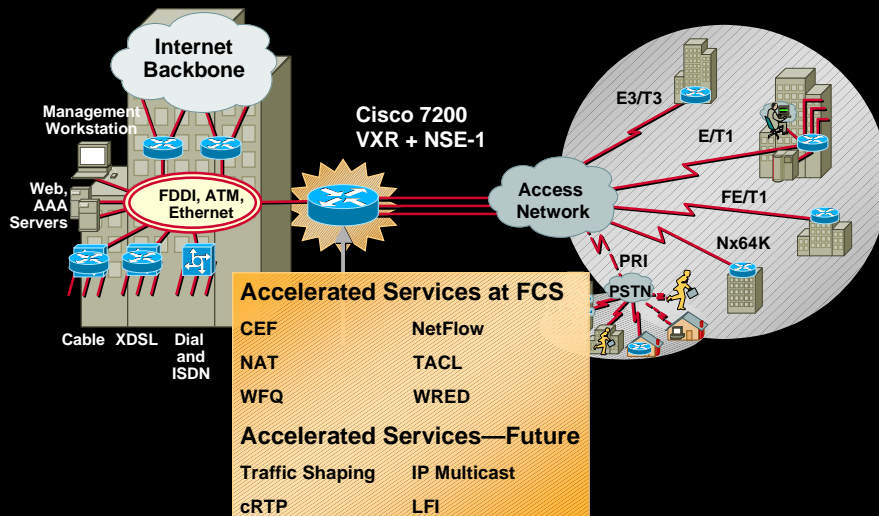 Internet
Backbone
Management
Workstation
Cisco 7200
VXR + NSE-1
E3/T3
E/T1
Web,
AAA
Servers
FDDI, ATM,
Ethernet
Access
Network
FE/T1
Nx64K
PRI
PSTN
Cable
XDSL
Dial
and
ISDN
Accelerated Services at FCS
CEF
NetFlow
NAT
TACL
WFQ
WRED
Accelerated Services—Future
Traffic Shaping
IP Multicast
cRTP
LFI